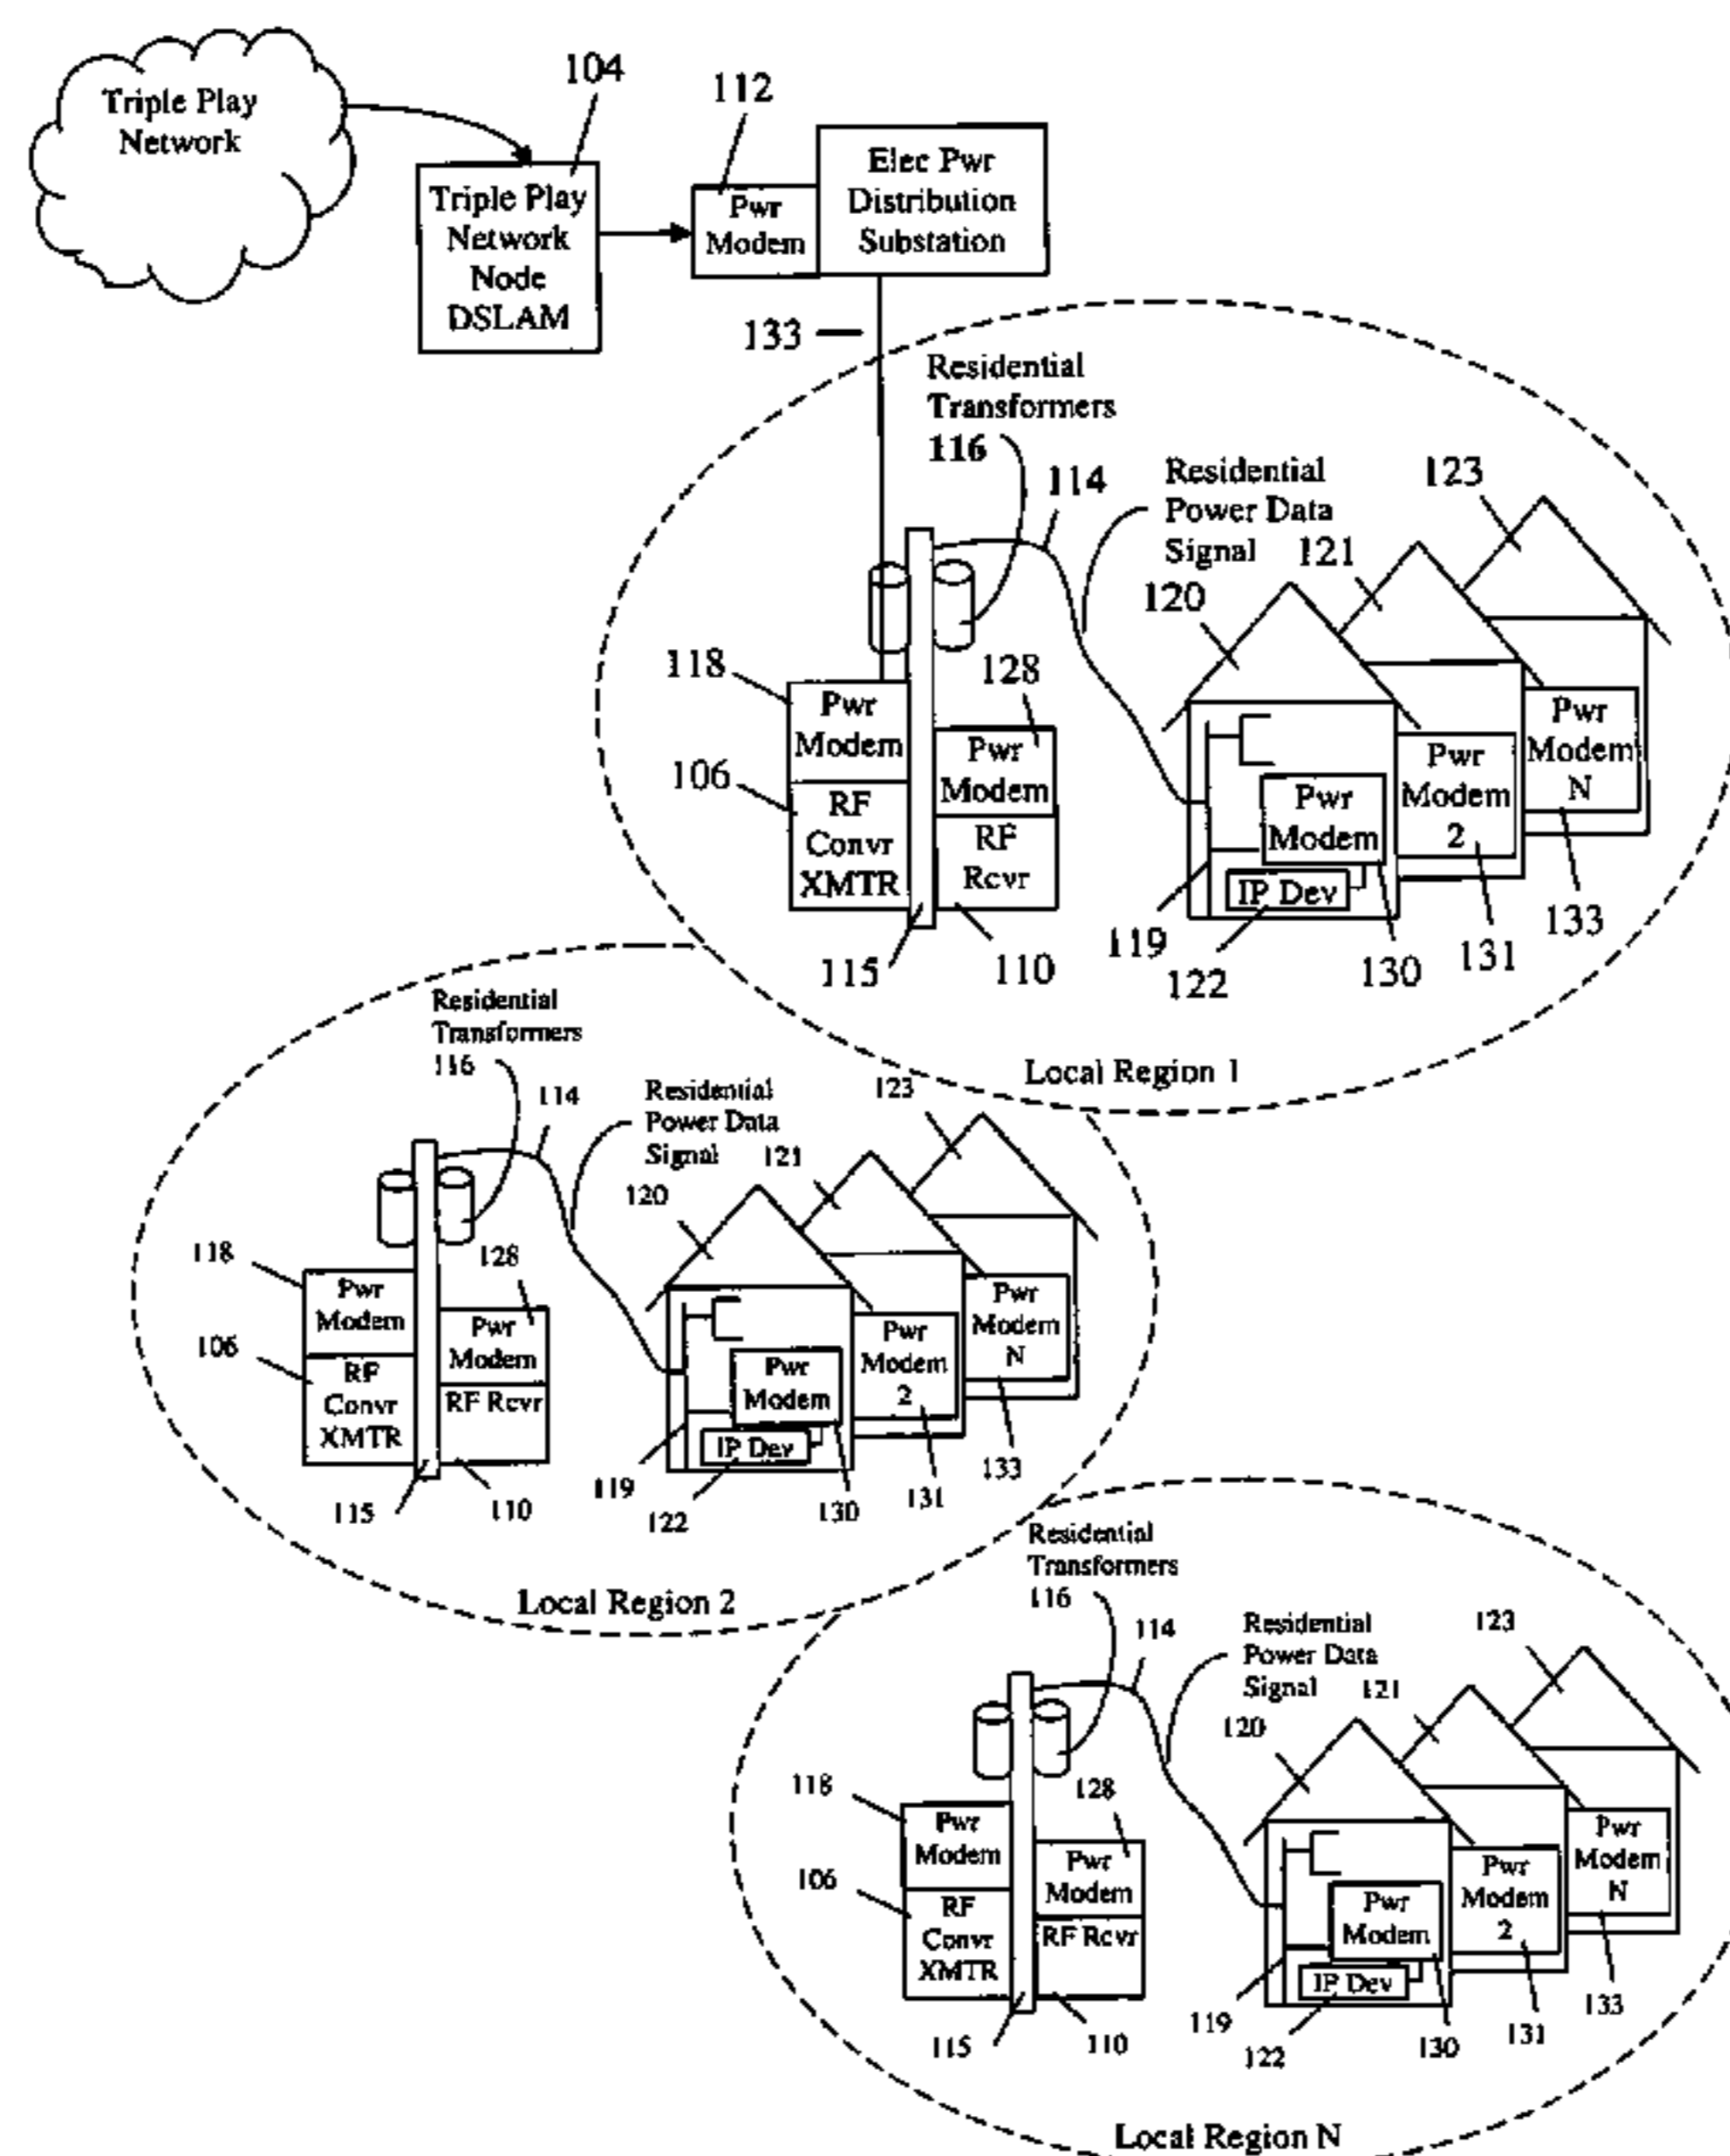 Triple Play
Network
104
112
Triple Play
Network
Node
DSLAM
Pwr
Modem
Elec Pwr
Distribution
Substation
133
Residential
Transformers
116
114
Residential
Power Data
Signal
123
121
120
118
128
Pwr
Modem
106
RF
Convr
XMTR
Pwr
Modem
RF
Rcvr
Pwr
Modem
IP Dev
Pwr
Modem
2
Pwr
Modem
N
115
110
119
122
130
131
133
Local Region 1
Residential
Transformers
116
114
Residential
Power Data
Signal
123
121
120
118
128
Pwr
Modem
106
RF
Convr
XMTR
Pwr
Modem
RF Rcvr
Pwr
Modem
IP Dev
Pwr
Modem
2
Pwr
Modem
N
115
110
119
122
130
131
133
Local Region 2
Residential
Transformers
116
114
Residential
Power Data
Signal
123
121
120
118
128
Pwr
Modem
106
RF
Convr
XMTR
Pwr
Modem
RF Rcvr
Pwr
Modem
IP Dev
Pwr
Modem
2
Pwr
Modem
N
115
110
119
122
130
131
133
Local Region N